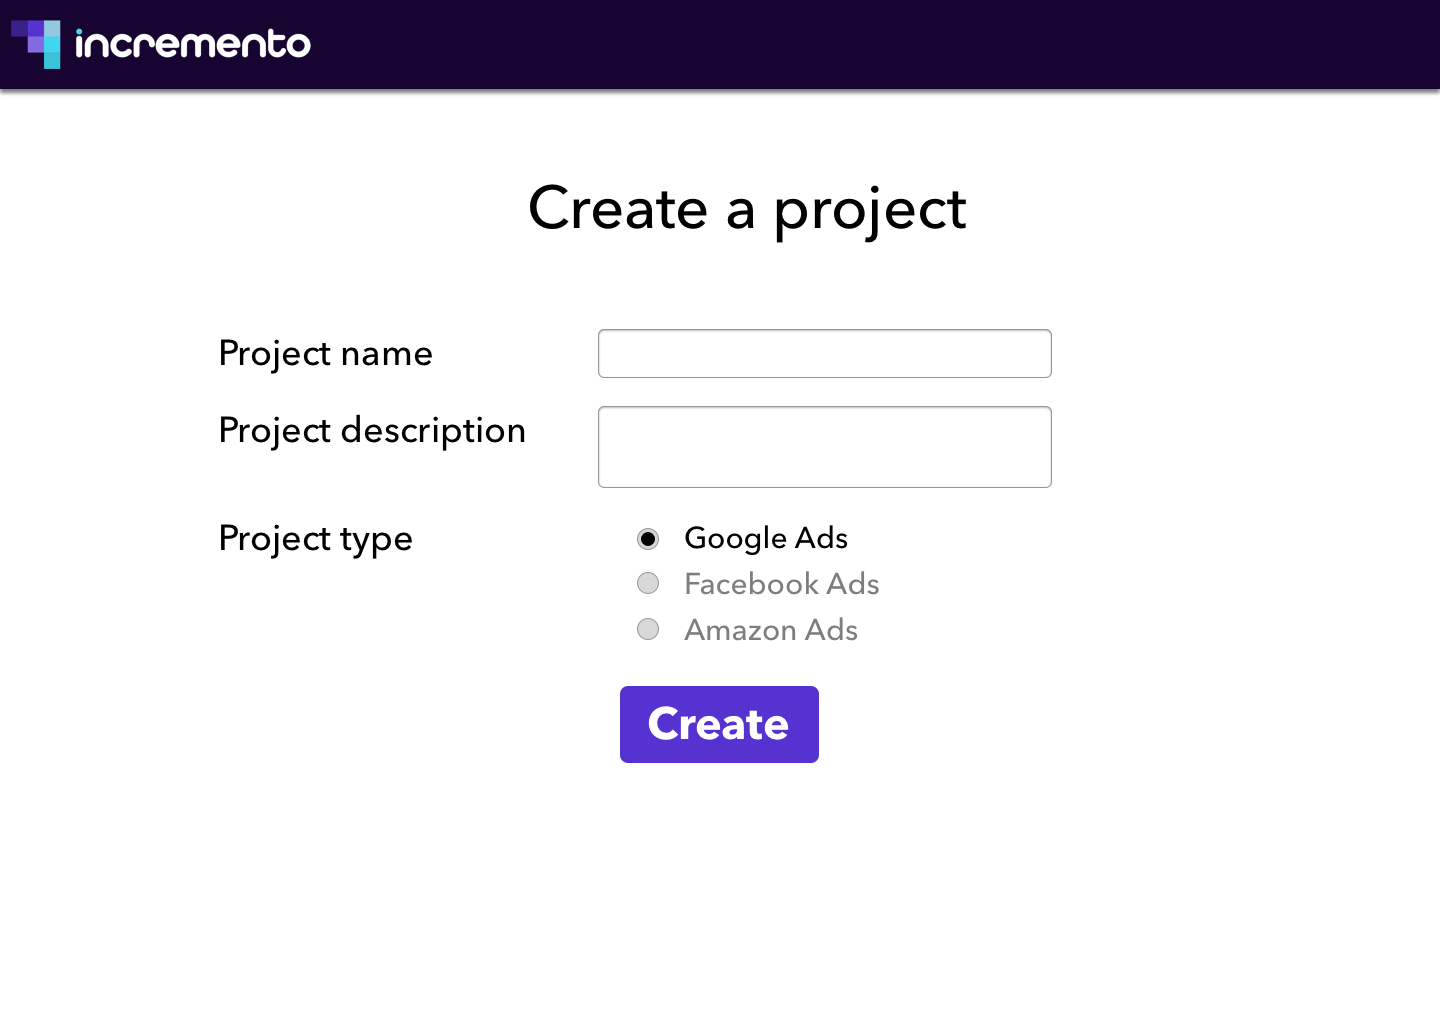 incremento
Create a project
Project name
Project description
Project type
Google Ads
Facebook Ads
Amazon Ads
Create